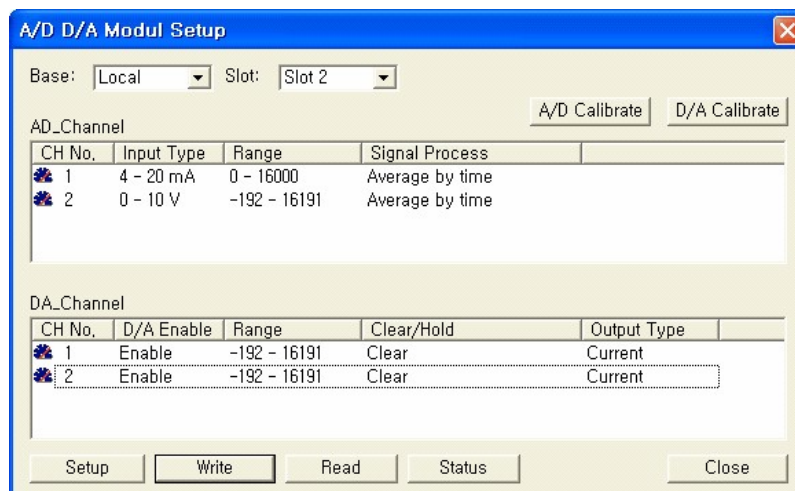 A/D D/A Modul Setup
Base: Local Slot: Slot 2
A/D Calibrate D/A Calibrate
AD_Channel
CH No. Input Type Range Signal Process
1 4 - 20 mA 0 - 16000 Average by time
2 0 - 10 V -192 - 16191 Average by time
DA_Channel
CH No. D/A Enable Range Clear/Hold Output Type
1 Enable -192 - 16191 Clear Current
2 Enable -192 - 16191 Clear Current
Setup Write Read Status Close